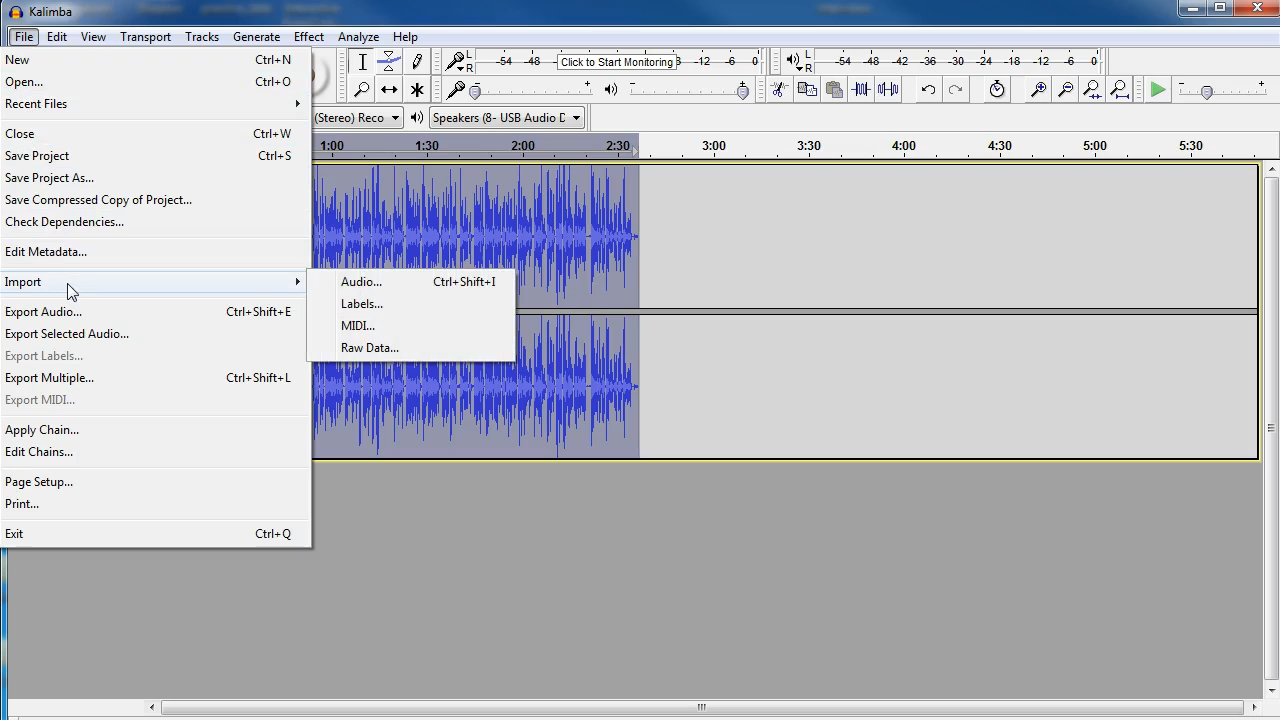 Kalimba
File Edit View Transport Tracks Generate Effect Analyze Help
New Ctrl+N
Open... Ctrl+O
Recent Files
Close Ctrl+W
Save Project Ctrl+S
Save Project As...
Save Compressed Copy of Project...
Check Dependencies...
Edit Metadata...
Import
Export Audio... Ctrl+Shift+E
Export Selected Audio...
Export Labels...
Export Multiple... Ctrl+Shift+L
Export MIDI...
Apply Chain...
Edit Chains...
Page Setup...
Print...
Exit Ctrl+Q
Audio... Ctrl+Shift+I
Labels...
MIDI...
Raw Data...
L
R
-54 -48 Click to Start Monitoring -12 -6 0
L
R
-54 -48 -42 -36 -30 -24 -18 -12 -6 0
- +
- +
- +
(Stereo) Reco
Speakers (8- USB Audio D
1:00 1:30 2:00 2:30 3:00 3:30 4:00 4:30 5:00 5:30